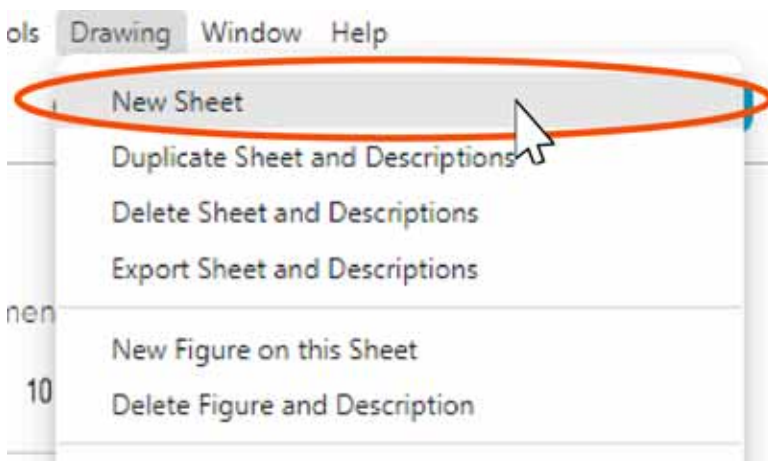 ols Drawing Window Help
New Sheet
Duplicate Sheet and Descriptions
Delete Sheet and Descriptions
Export Sheet and Descriptions
men
New Figure on this Sheet
10
Delete Figure and Description